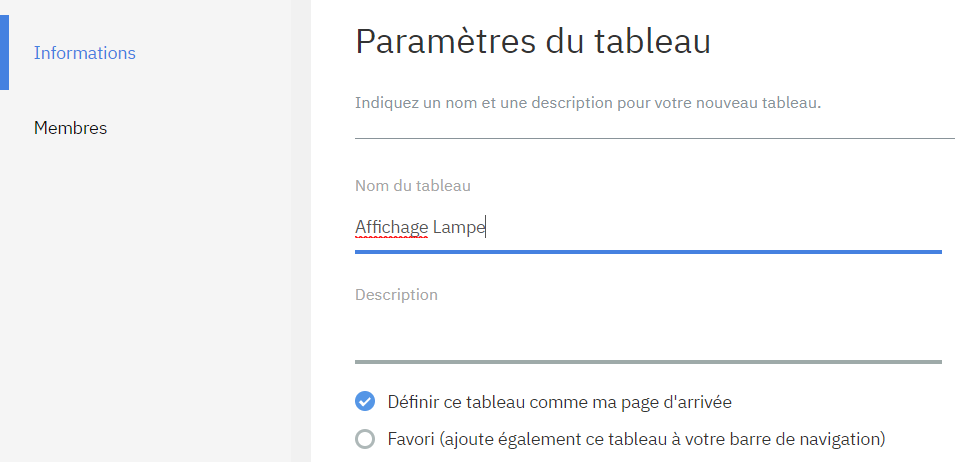 Informations
Membres
Paramètres du tableau
Indiquez un nom et une description pour votre nouveau tableau.
Nom du tableau
Affichage Lampe
Description
Définir ce tableau comme ma page d'arrivée
Favori (ajoute également ce tableau à votre barre de navigation)